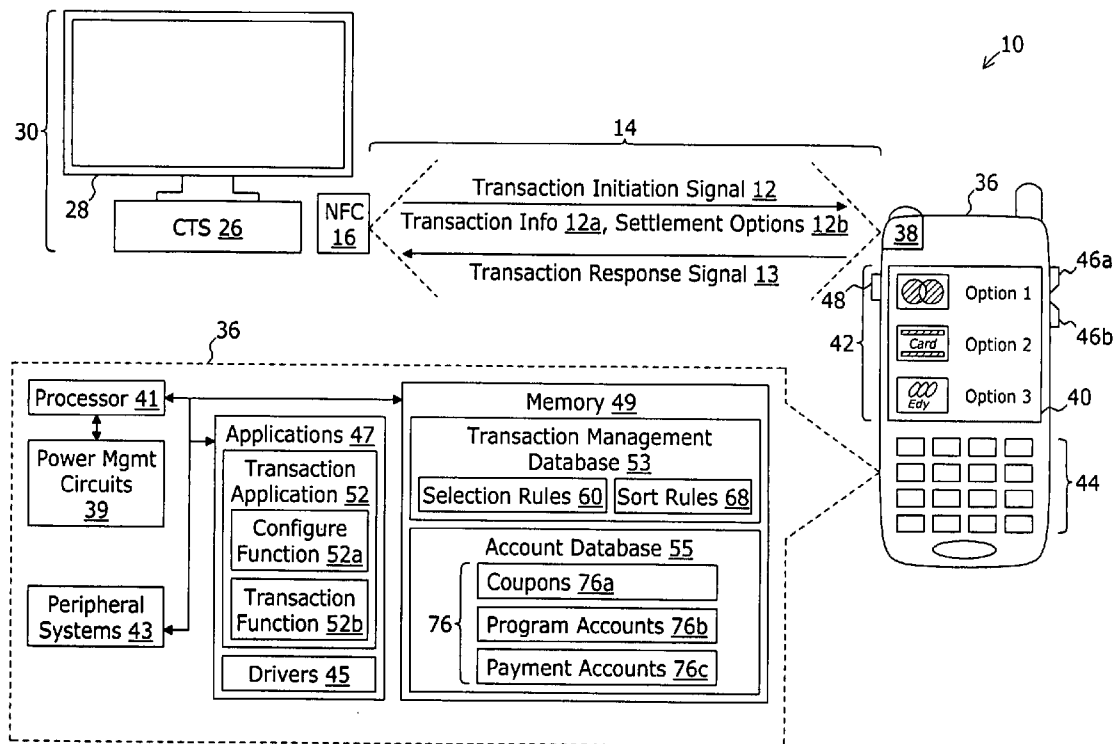 10
30
14
28
CTS 26
NFC
16
Transaction Initiation Signal 12
Transaction Info 12a, Settlement Options 12b
Transaction Response Signal 13
36
38
48
42
46a
46b
Option 1
Card
Option 2
Edy
Option 3
40
44
36
Processor 41
Power Mgmt
Circuits
39
Peripheral
Systems 43
Applications 47
Transaction
Application 52
Configure
Function 52a
Transaction
Function 52b
Drivers 45
Memory 49
Transaction Management
Database 53
Selection Rules 60
Sort Rules 68
Account Database 55
76
Coupons 76a
Program Accounts 76b
Payment Accounts 76c